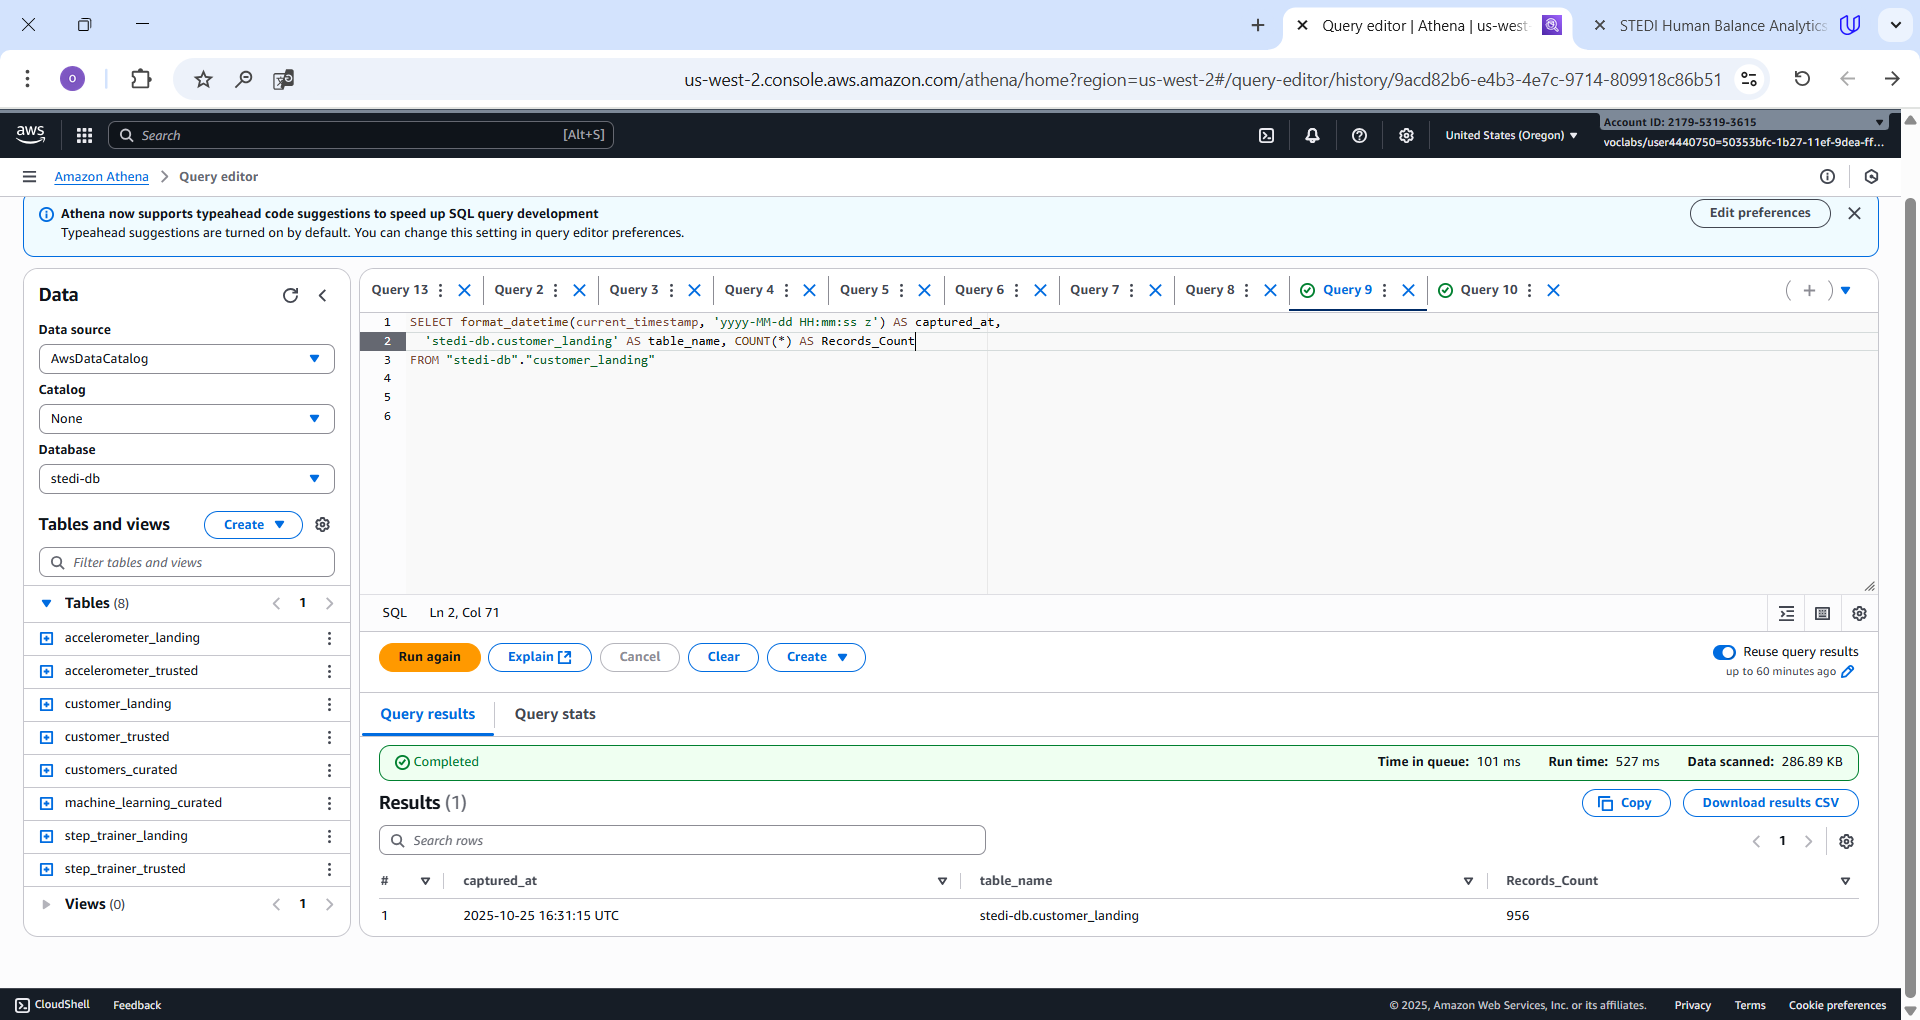 Query editor | Athena | us-west-
STEDI Human Balance Analytics
O
us-west-2.console.aws.amazon.com/athena/home?region=us-west-2#/query-editor/history/9acd82b6-e4b3-4e7c-9714-809918c86b51
aws
Search
[Alt+S]
United States (Oregon)
Account ID: 2179-5319-3615
voclabs/user4440750=50353bfc-1b27-11ef-9dea-ff...
Amazon Athena
Query editor
Athena now supports typeahead code suggestions to speed up SQL query development
Typeahead suggestions are turned on by default. You can change this setting in query editor preferences.
Edit preferences
Data
Data source
AwsDataCatalog
Catalog
None
Database
stedi-db
Tables and views
Create
Filter tables and views
Tables (8)
1
accelerometer_landing
accelerometer_trusted
customer_landing
customer_trusted
customers_curated
machine_learning_curated
step_trainer_landing
step_trainer_trusted
Views (0)
1
Query 13
Query 2
Query 3
Query 4
Query 5
Query 6
Query 7
Query 8
Query 9
Query 10
1 SELECT format_datetime(current_timestamp, 'yyyy-MM-dd HH:mm:ss z') AS captured_at,
2 'stedi-db.customer_landing' AS table_name, COUNT(*) AS Records_Count
3 FROM "stedi-db"."customer_landing"
4
5
6
SQL
Ln 2, Col 71
Run again
Explain
Cancel
Clear
Create
Reuse query results
up to 60 minutes ago
Query results
Query stats
Completed
Time in queue: 101 ms
Run time: 527 ms
Data scanned: 286.89 KB
Results (1)
Copy
Download results CSV
Search rows
1
# captured_at table_name Records_Count
1 2025-10-25 16:31:15 UTC stedi-db.customer_landing 956
CloudShell
Feedback
© 2025, Amazon Web Services, Inc. or its affiliates.
Privacy
Terms
Cookie preferences